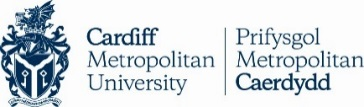 Cardiff
Metropolitan
University
Prifysgol
Metropolitan
Caerdydd